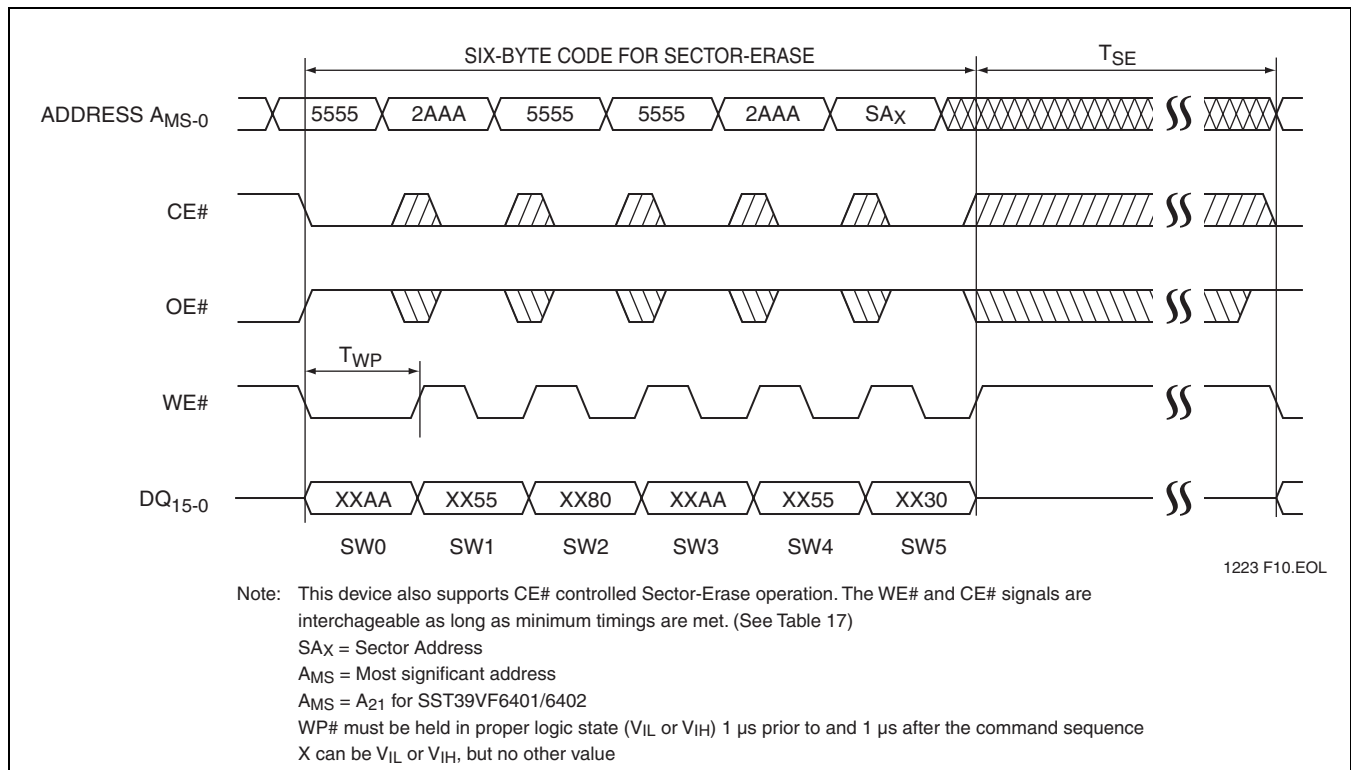 SIX-BYTE CODE FOR SECTOR-ERASE TSE
ADDRESS AMS-0 5555 2AAA 5555 5555 2AAA SAX
CE#
OE#
TWP
WE#
DQ15-0 XXAA XX55 XX80 XXAA XX55 XX30
SW0 SW1 SW2 SW3 SW4 SW5
1223 F10.EOL
Note: This device also supports CE# controlled Sector-Erase operation. The WE# and CE# signals are
interchageable as long as minimum timings are met. (See Table 17)
SAX = Sector Address
AMS = Most significant address
AMS = A21 for SST39VF6401/6402
WP# must be held in proper logic state (VIL or VIH) 1 µs prior to and 1 µs after the command sequence
X can be VIL or VIH, but no other value